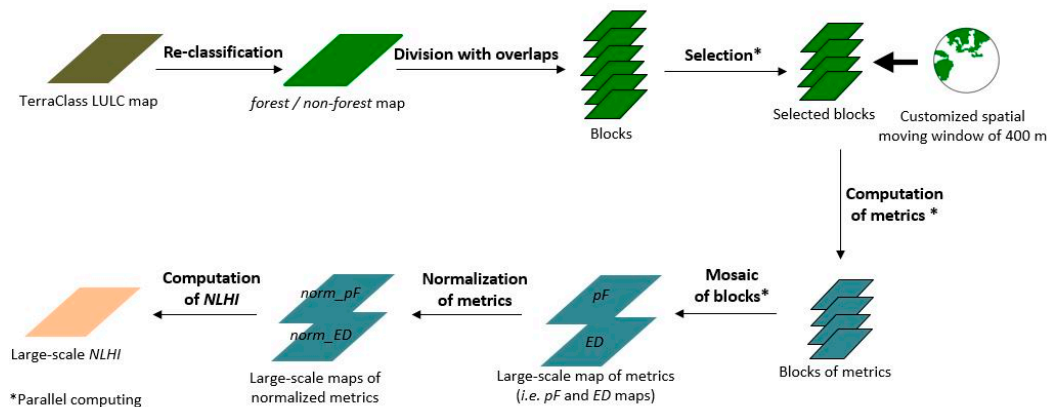 Re-classification
Division with overlaps
Selection*
TerraClass LULC map
forest / non-forest map
Blocks
Selected blocks
Customized spatial
moving window of 400 m
Computation
of metrics *
Computation
of NLHI
norm_pF
norm_ED
Normalization
of metrics
pF
ED
Mosaic
of blocks*
Large-scale NLHI
Large-scale maps of
normalized metrics
Large-scale map of metrics
(i.e. pF and ED maps)
Blocks of metrics
*Parallel computing